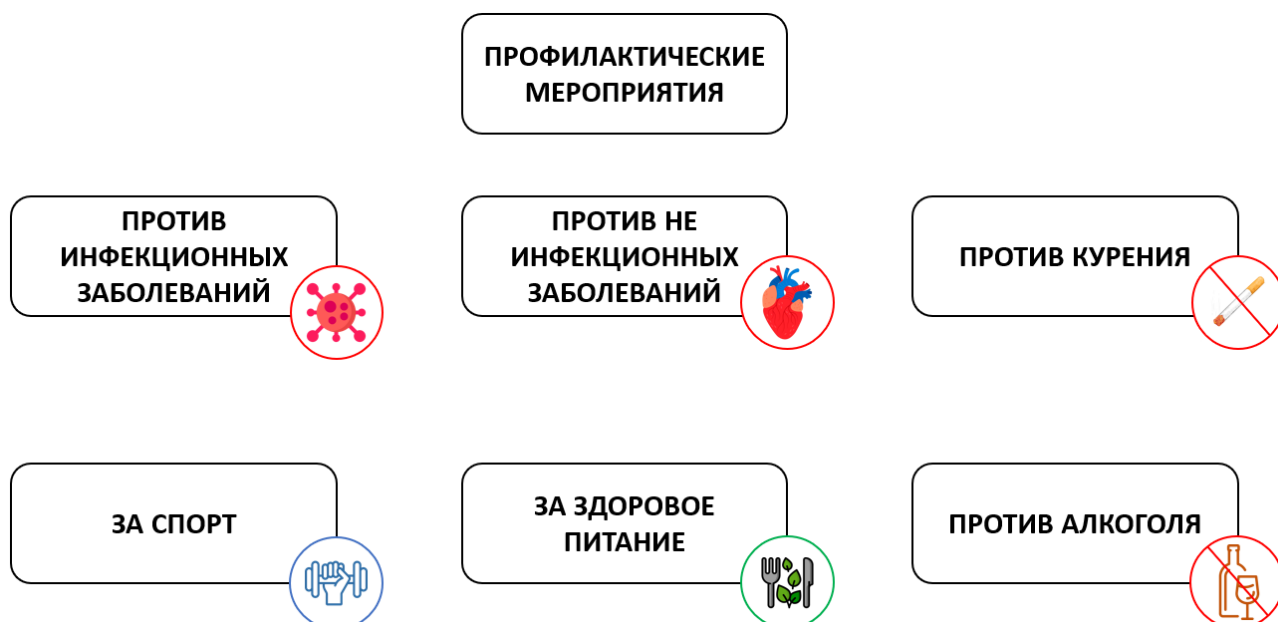 ПРОФИЛАКТИЧЕСКИЕ
МЕРОПРИЯТИЯ
ПРОТИВ
ИНФЕКЦИОННЫХ
ЗАБОЛЕВАНИЙ
ПРОТИВ НЕ
ИНФЕКЦИОННЫХ
ЗАБОЛЕВАНИЙ
ПРОТИВ КУРЕНИЯ
ЗА СПОРТ
ЗА ЗДОРОВОЕ
ПИТАНИЕ
ПРОТИВ АЛКОГОЛЯ